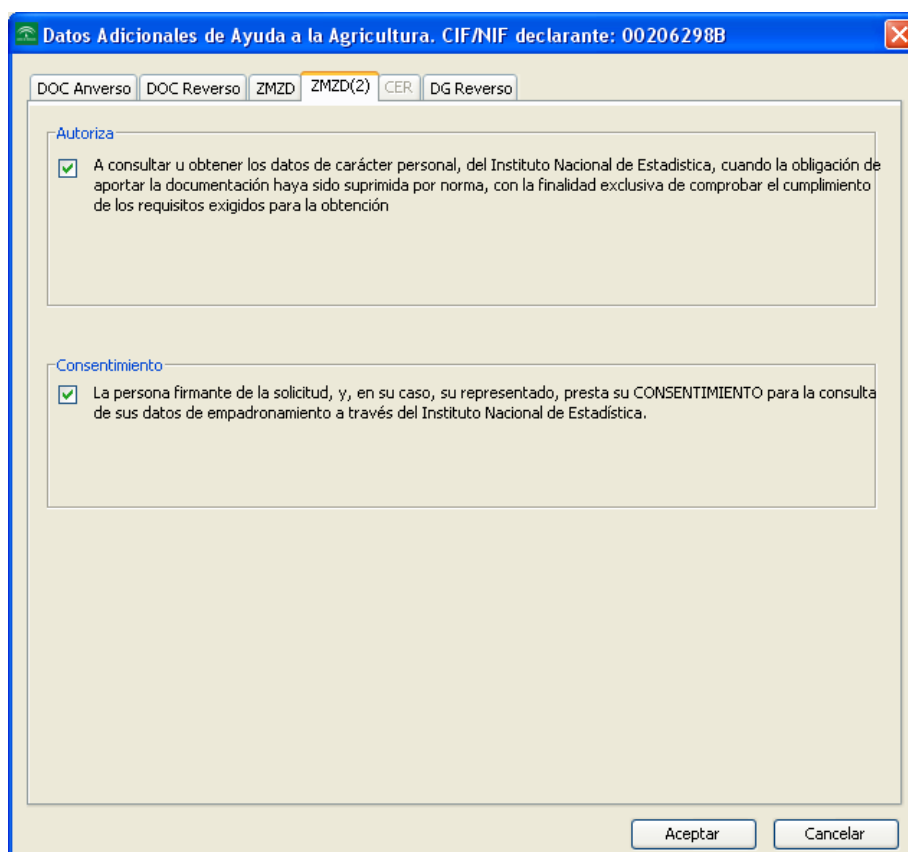 Datos Adicionales de Ayuda a la Agricultura. CIF/NIF declarante: 00206298B
DOC Anverso DOC Reverso ZMZD ZMZD(2) CER DG Reverso
Autoriza
A consultar u obtener los datos de carácter personal, del Instituto Nacional de Estadistica, cuando la obligación de
aportar la documentación haya sido suprimida por norma, con la finalidad exclusiva de comprobar el cumplimiento
de los requisitos exigidos para la obtención
Consentimiento
La persona firmante de la solicitud, y, en su caso, su representado, presta su CONSENTIMIENTO para la consulta
de sus datos de empadronamiento a través del Instituto Nacional de Estadística.
Aceptar Cancelar